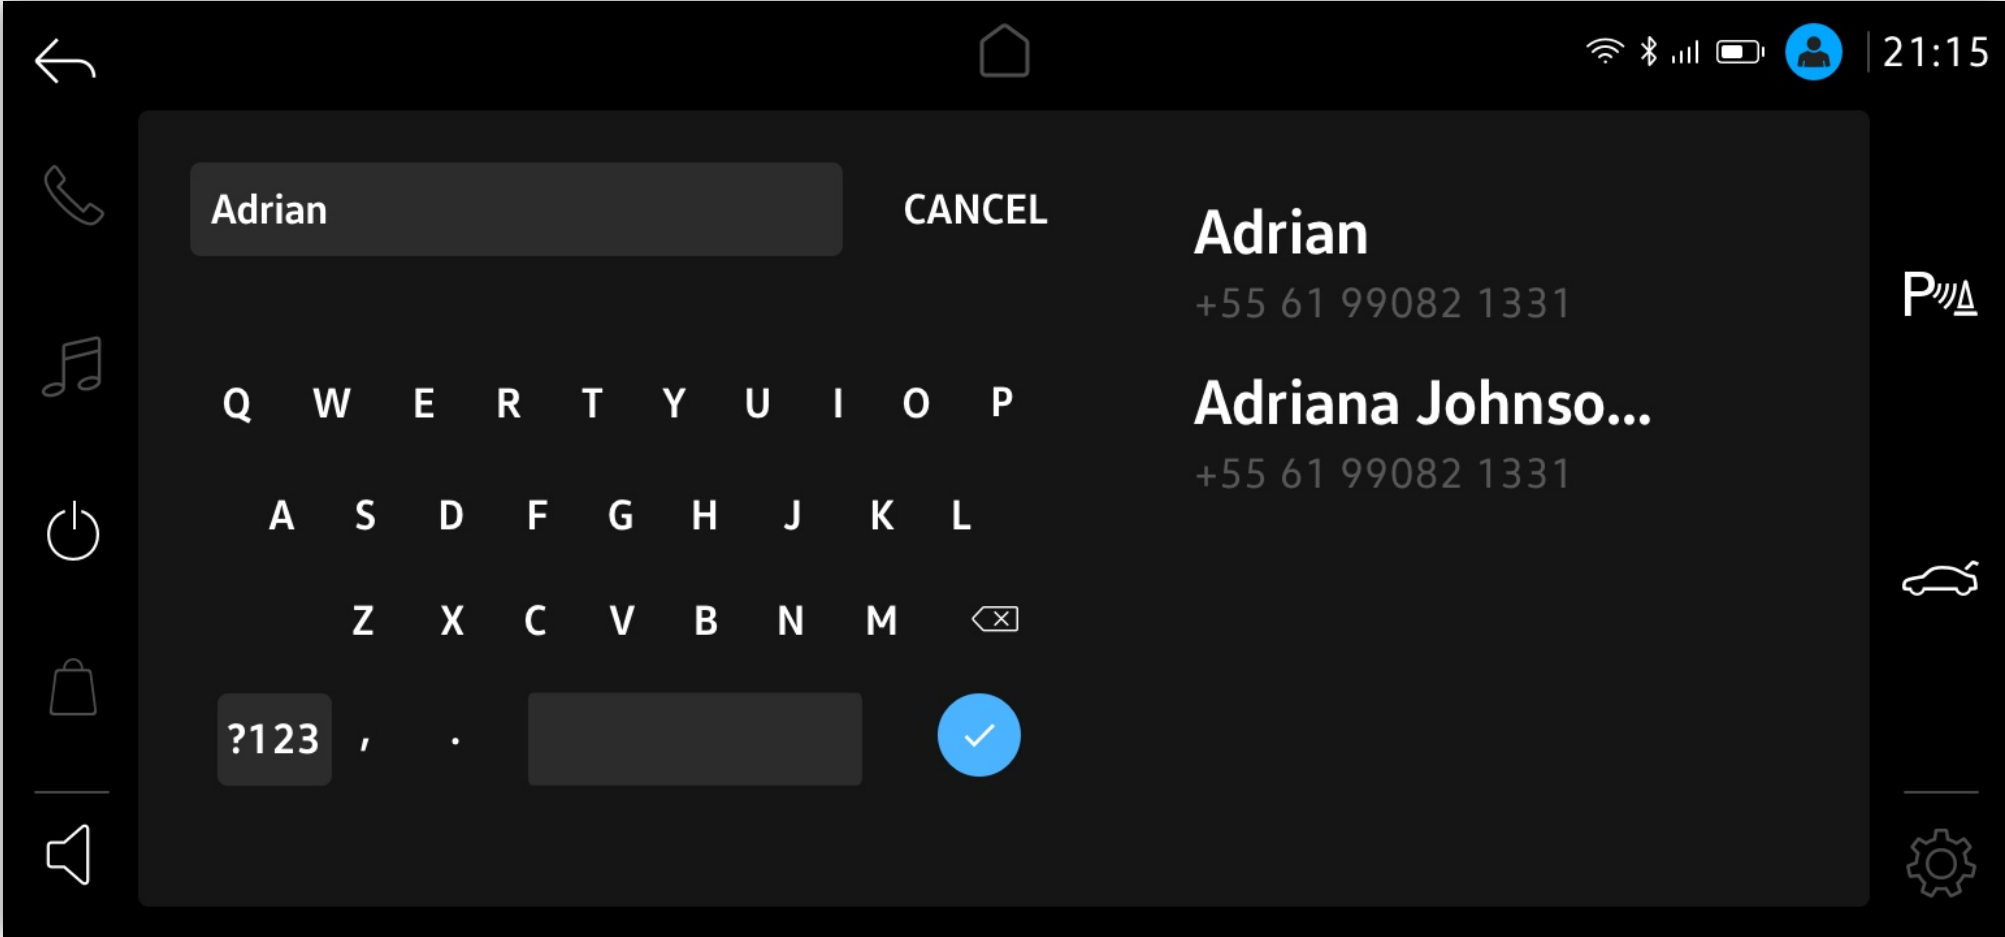 21:15
Adrian
CANCEL
Adrian
+55 61 99082 1331
Adriana Johnso...
+55 61 99082 1331
P
Q W E R T Y U I O P
A S D F G H J K L
Z X C V B N M
?123 , .